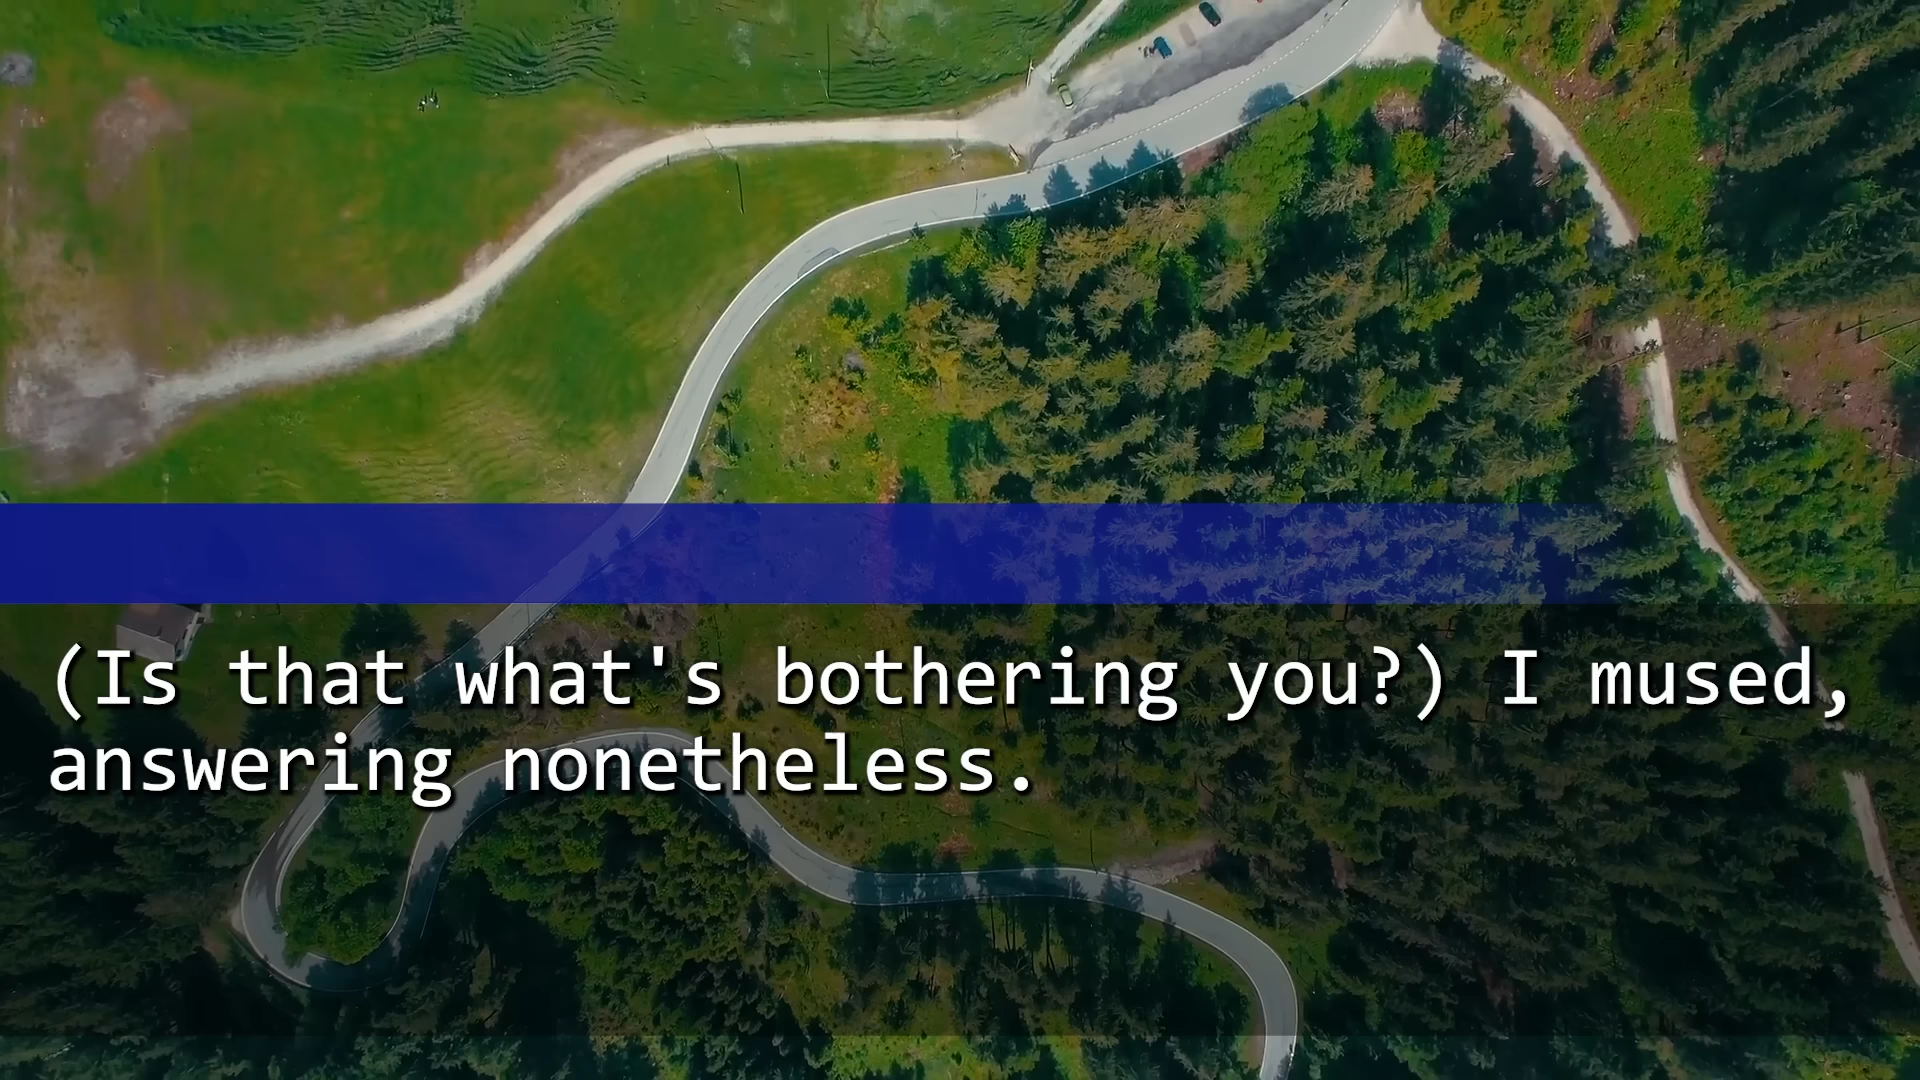 (Is that what's bothering you?) I mused,
answering nonetheless.